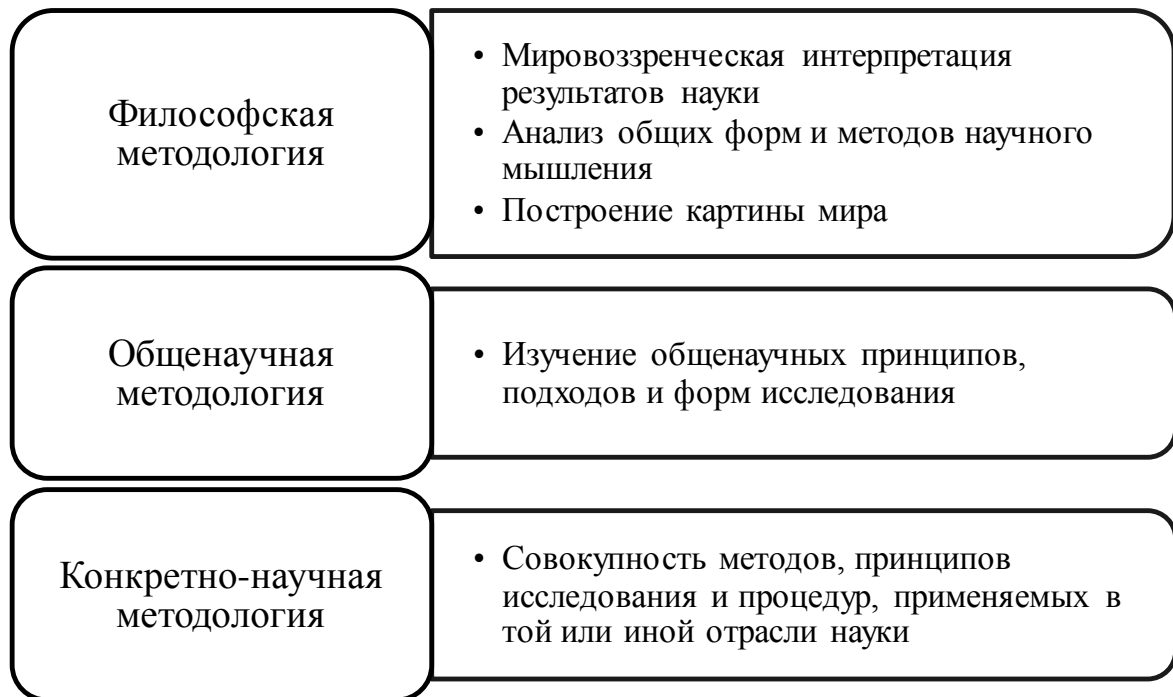 Философская
методология
• Мировоззренческая интерпретация
результатов науки
• Анализ общих форм и методов научного
мышления
• Построение картины мира
Общенаучная
методология
• Изучение общенаучных принципов,
подходов и форм исследования
Конкретно-научная
методология
• Совокупность методов, принципов
исследования и процедур, применяемых в
той или иной отрасли науки